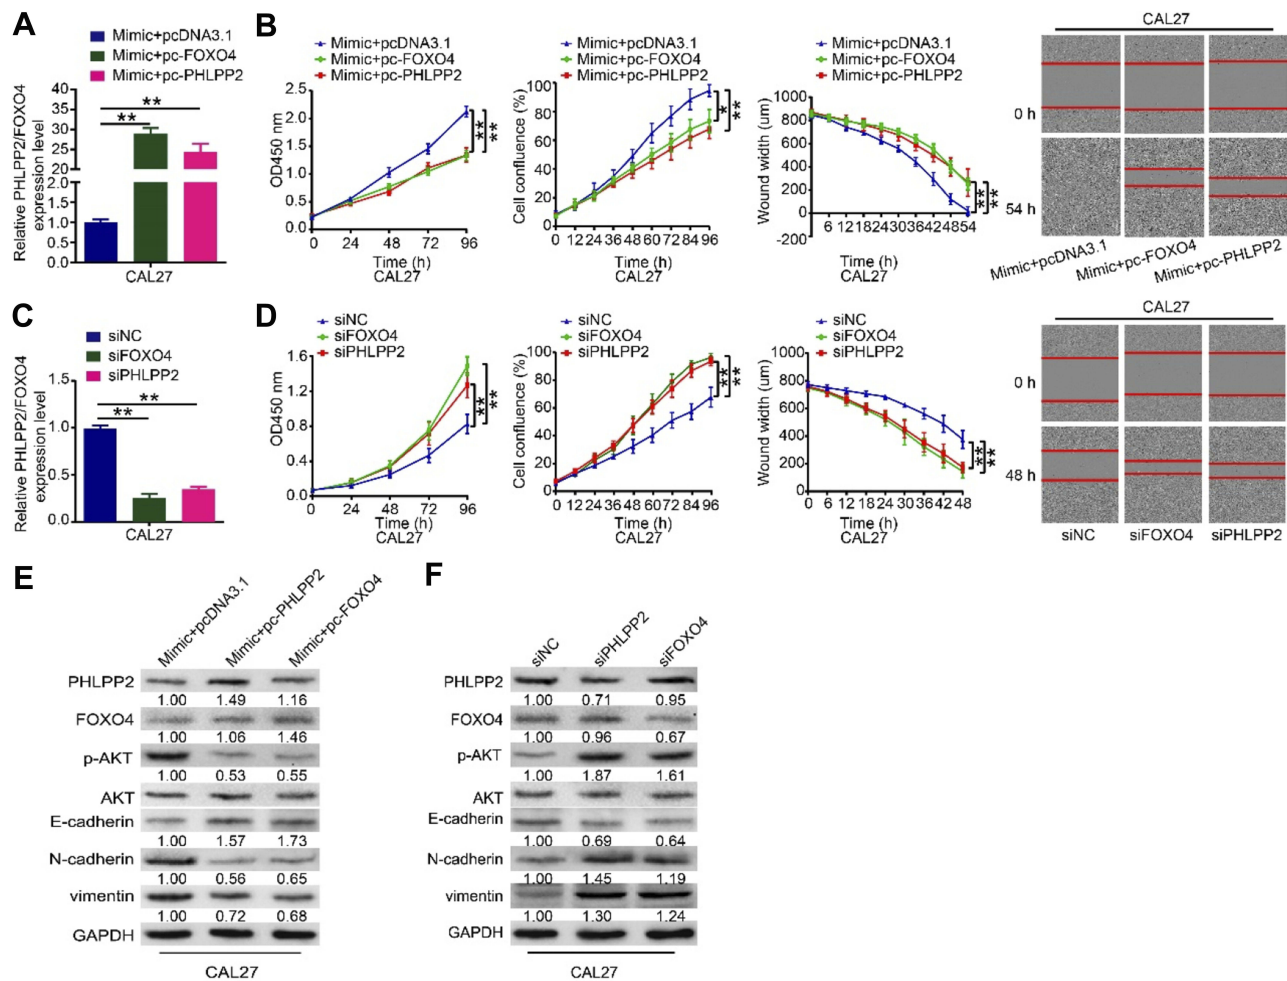 A
Mimic+pcDNA3.1
Mimic+pc-FOXO4
Mimic+pc-PHLPP2
Relative PHLPP2/FOXO4
expression level
40
35
30
25
20
2.0
1.5
1.0
0.5
0.0
**
**
CAL27
B
Mimic+pcDNA3.1
Mimic+pc-FOXO4
Mimic+pc-PHLPP2
OD450 nm
2.5
2.0
1.5
1.0
0.5
0.0
**
**
0 24 48 72 96
Time (h)
CAL27
Mimic+pcDNA3.1
Mimic+pc-FOXO4
Mimic+pc-PHLPP2
Cell confluence (%)
100
80
60
40
20
0
*
**
0 12 24 36 48 60 72 84 96
Time (h)
CAL27
Mimic+pcDNA3.1
Mimic+pc-FOXO4
Mimic+pc-PHLPP2
Wound width (um)
1000
800
600
400
200
0
-200
**
**
6 12 18 24 30 36 42 48 54
Time (h)
CAL27
CAL27
0 h
54 h
Mimic+pcDNA3.1
Mimic+pc-FOXO4
Mimic+pc-PHLPP2
C
siNC
siFOXO4
siPHLPP2
Relative PHLPP2/FOXO4
expression level
1.5
1.0
0.5
0.0
**
**
CAL27
D
siNC
siFOXO4
siPHLPP2
OD450 nm
1.6
1.2
0.8
0.4
0.0
**
**
0 24 48 72 96
Time (h)
CAL27
siNC
siFOXO4
siPHLPP2
Cell confluence (%)
100
80
60
40
20
0
**
**
0 12 24 36 48 60 72 84 96
Time (h)
CAL27
siNC
siFOXO4
siPHLPP2
Wound width (um)
1000
800
600
400
200
0
**
**
0 6 12 18 24 30 36 42 48
Time (h)
CAL27
CAL27
0 h
48 h
siNC siFOXO4 siPHLPP2
E
Mimic+pcDNA3.1
Mimic+pc-PHLPP2
Mimic+pc-FOXO4
PHLPP2
1.00 1.49 1.16
FOXO4
1.00 1.06 1.46
p-AKT
1.00 0.53 0.55
AKT
E-cadherin
1.00 1.57 1.73
N-cadherin
1.00 0.56 0.65
vimentin
1.00 0.72 0.68
GAPDH
CAL27
F
siNC
siPHLPP2
siFOXO4
PHLPP2
1.00 0.71 0.95
FOXO4
1.00 0.96 0.67
p-AKT
1.00 1.87 1.61
AKT
E-cadherin
1.00 0.69 0.64
N-cadherin
1.00 1.45 1.19
vimentin
1.00 1.30 1.24
GAPDH
CAL27